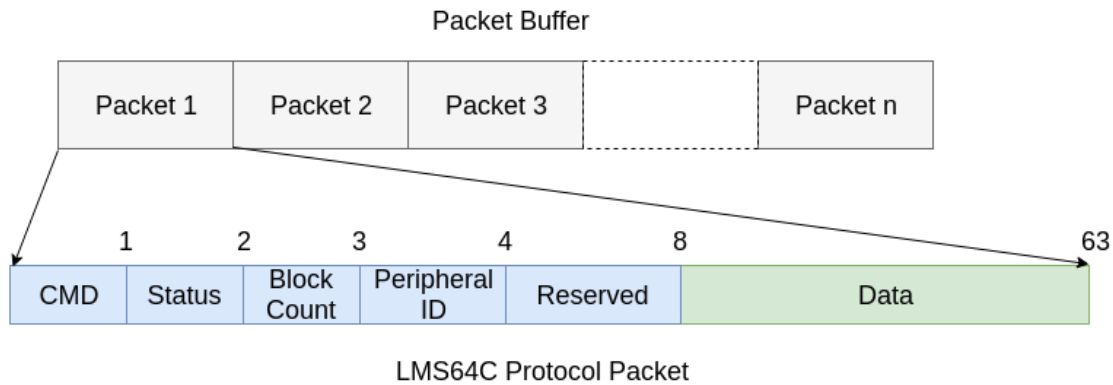 Packet Buffer
Packet 1
Packet 2
Packet 3
Packet n
1
2
3
4
8
63
CMD
Status
Block
Count
Peripheral
ID
Reserved
Data
LMS64C Protocol Packet